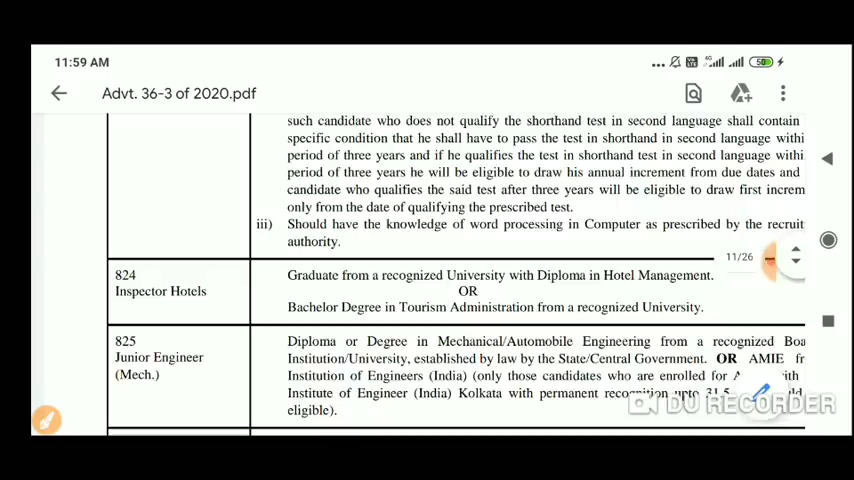 11:59 AM
4G
50
Advt. 36-3 of 2020.pdf
such candidate who does not qualify the shorthand test in second language shall contain
specific condition that he shall have to pass the test in shorthand in second language withi
period of three years and if he qualifies the test in shorthand test in second language withi
period of three years he will be eligible to draw his annual increment from due dates and
candidate who qualifies the said test after three years will be eligible to draw first increm
only from the date of qualifying the prescribed test.
iii) Should have the knowledge of word processing in Computer as prescribed by the recruit
authority.
11/26
824
Inspector Hotels
Graduate from a recognized University with Diploma in Hotel Management.
OR
Bachelor Degree in Tourism Administration from a recognized University.
825
Junior Engineer
(Mech.)
Diploma or Degree in Mechanical/Automobile Engineering from a recognized Boa
Institution/University, established by law by the State/Central Government. OR AMIE fr
Institution of Engineers (India) (only those candidates who are enrolled for A with
Institute of Engineer (India) Kolkata with permanent recognition upto 31.5
eligible).
DU RECORDER